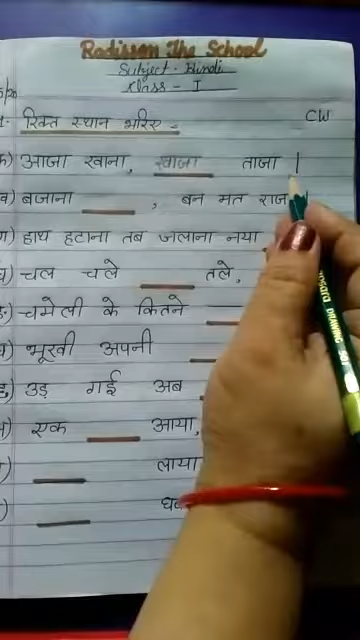 Radisson The School
Subject - Hindi
Class - I
रिक्त स्थान भरिए - CW
आजा खाना, खाजा ताजा |
बजाना , बन मत राजा
हाथ हटाना तब जलाना नया
चल चले तले,
चमेली के कितने
भूखी अपनी
उड़ गई अब
एक आया,
लाया